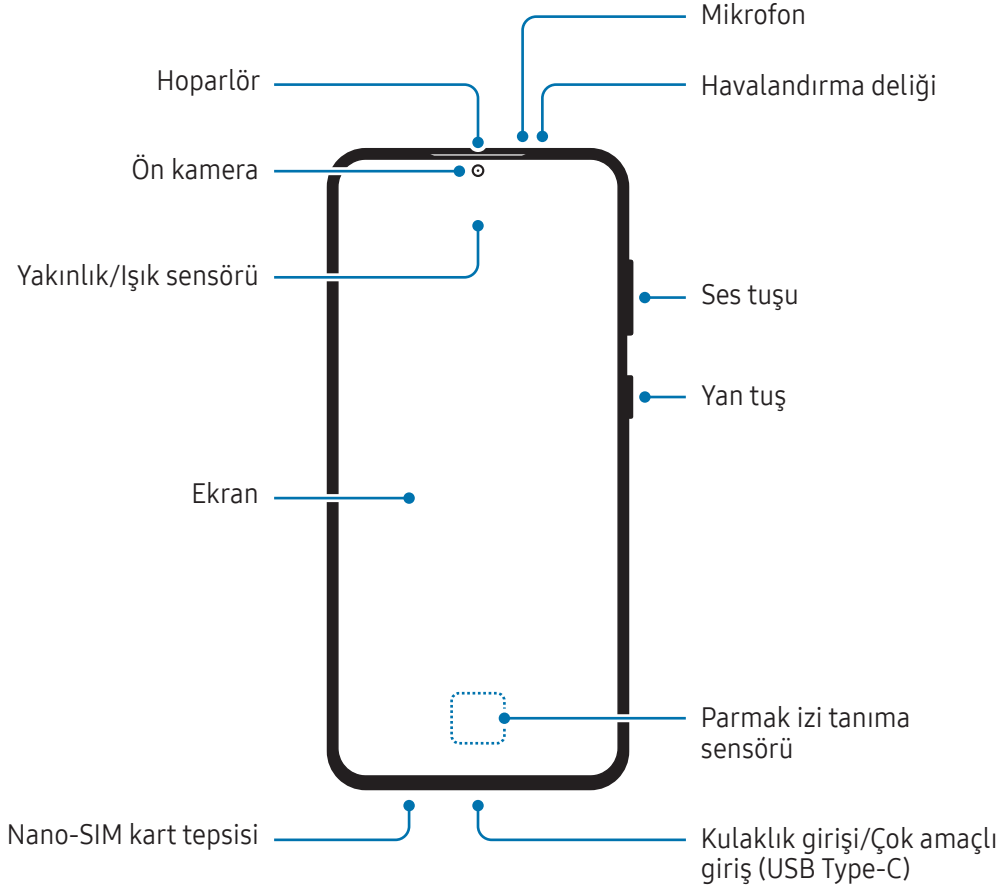 Mikrofon
Hoparlör
Havalandırma deliği
Ön kamera
Yakınlık/Işık sensörü
Ses tuşu
Yan tuş
Ekran
Parmak izi tanıma
sensörü
Nano-SIM kart tepsisi
Kulaklık girişi/Çok amaçlı
giriş (USB Type-C)